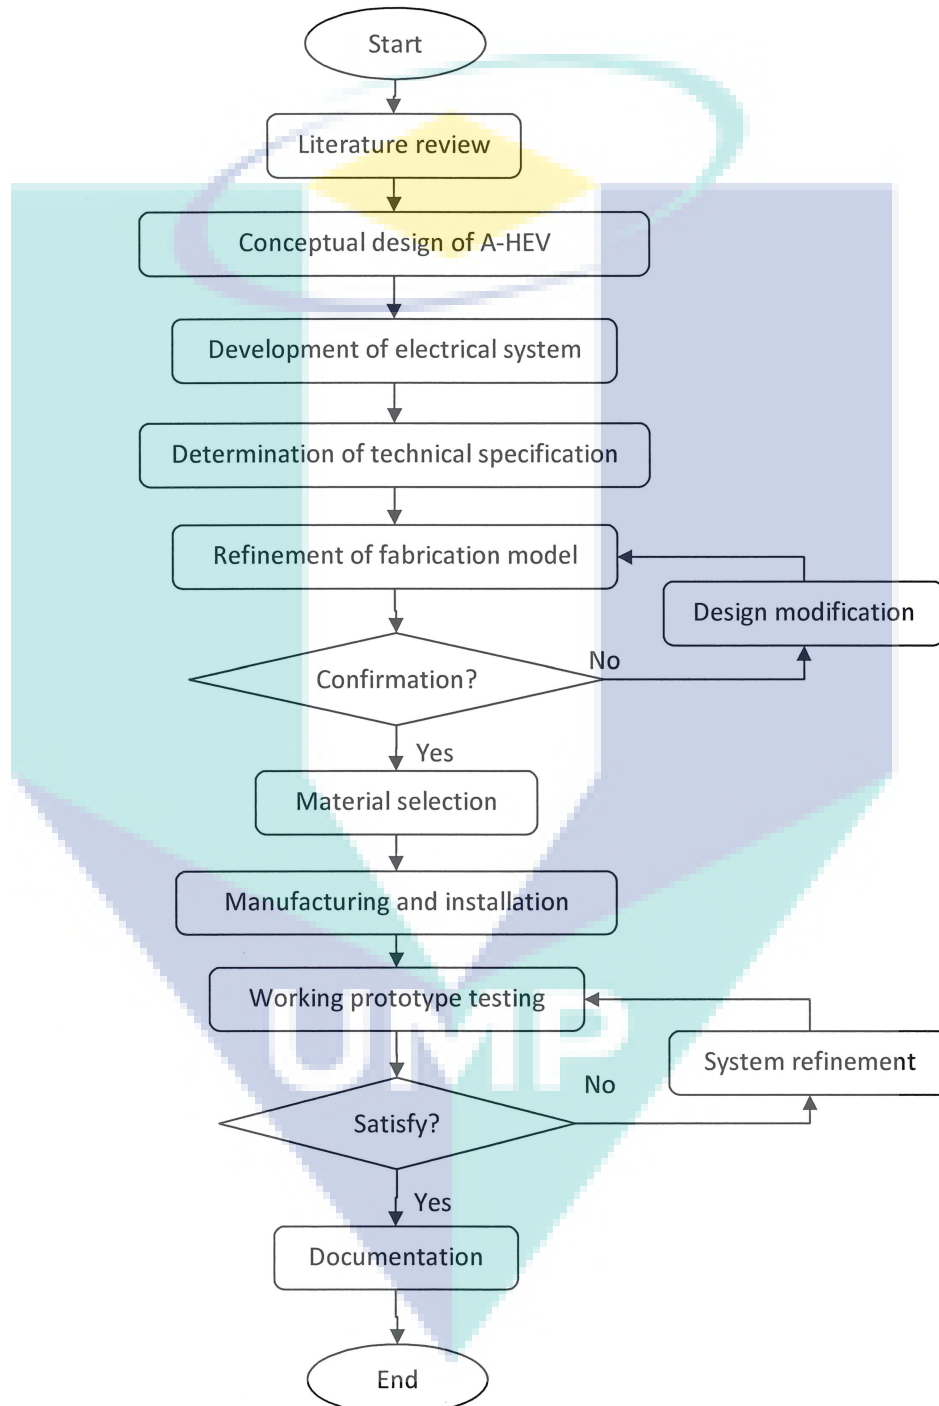 Start
Literature review
Conceptual design of A-HEV
Development of electrical system
Determination of technical specification
Refinement of fabrication model
Design modification
No
Confirmation?
Yes
Material selection
Manufacturing and installation
Working prototype testing
UMP
System refinement
No
Satisfy?
Yes
Documentation
End